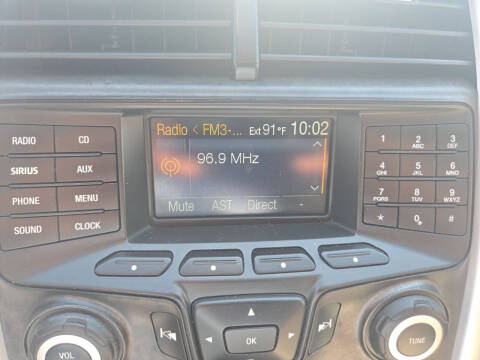 Radio < FM3-... Ext 91°F 10:02
96.9 MHz
Mute AST Direct -
RADIO CD
SIRIUS AUX
PHONE MENU
SOUND CLOCK
1 2 ABC 3 DEF
4 GHI 5 JKL 6 MNO
7 PQRS 8 TUV 9 WXYZ
* 0 #
OK
VOL
TUNE